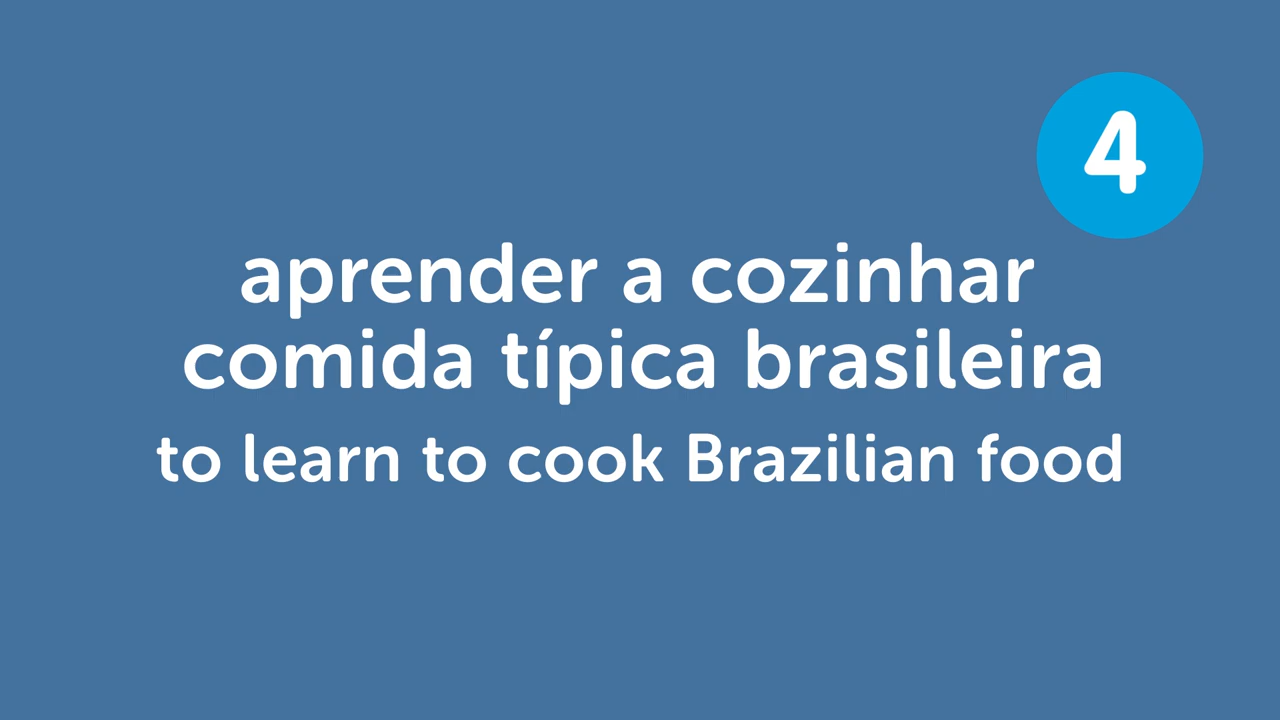 4
aprender a cozinhar
comida típica brasileira
to learn to cook Brazilian food